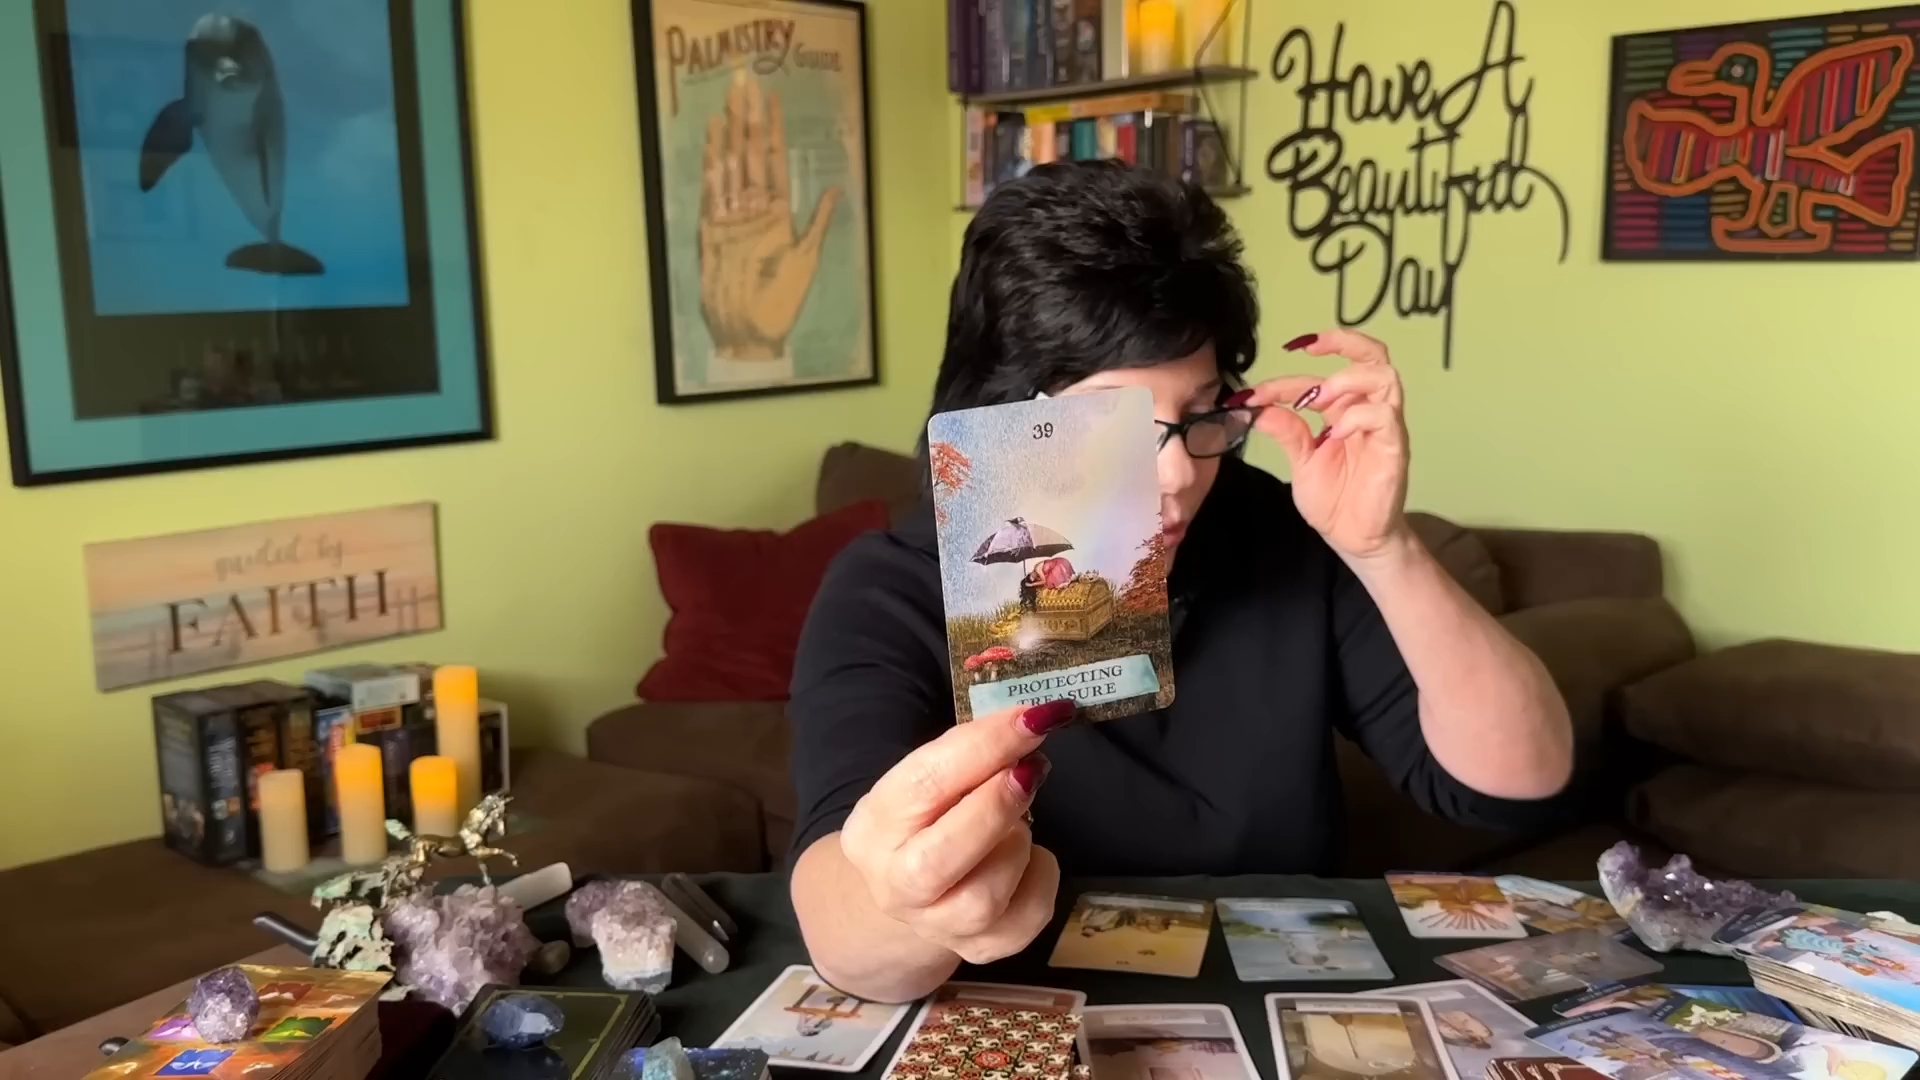 PALMISTRY GUIDE
Have A
Beautiful
Day
39
guided by
FAITH
PROTECTING
TREASURE